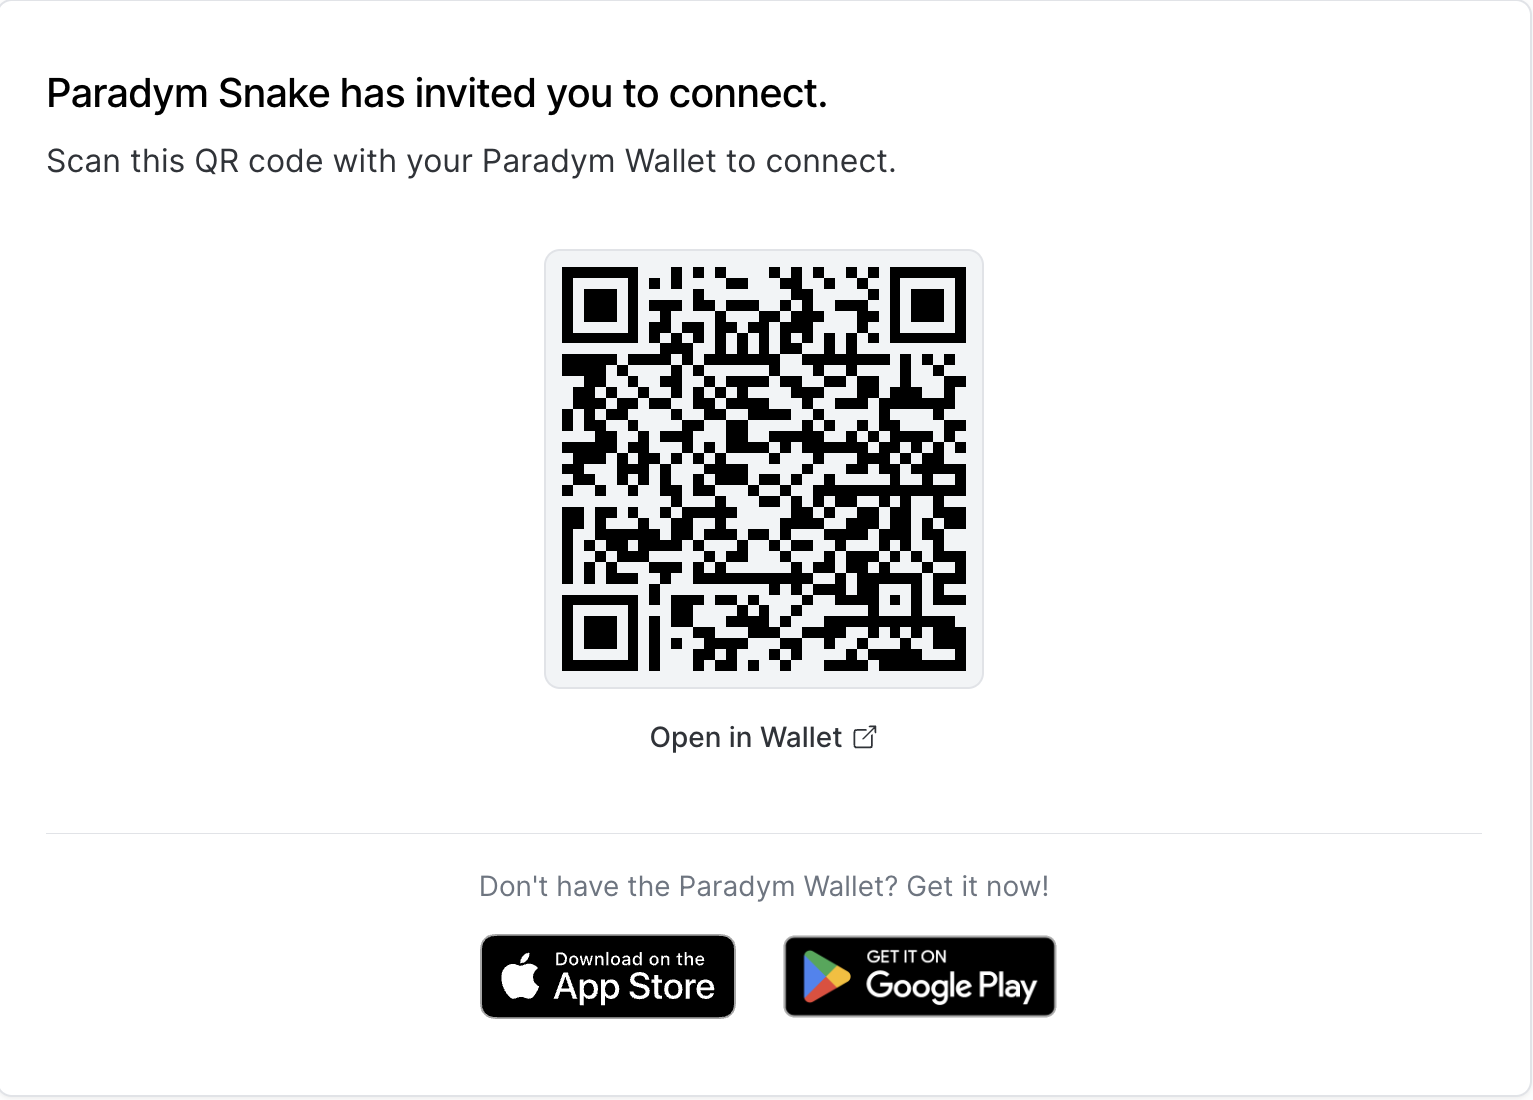 Paradym Snake has invited you to connect.
Scan this QR code with your Paradym Wallet to connect.
Open in Wallet
Don't have the Paradym Wallet? Get it now!
Download on the
App Store
GET IT ON
Google Play